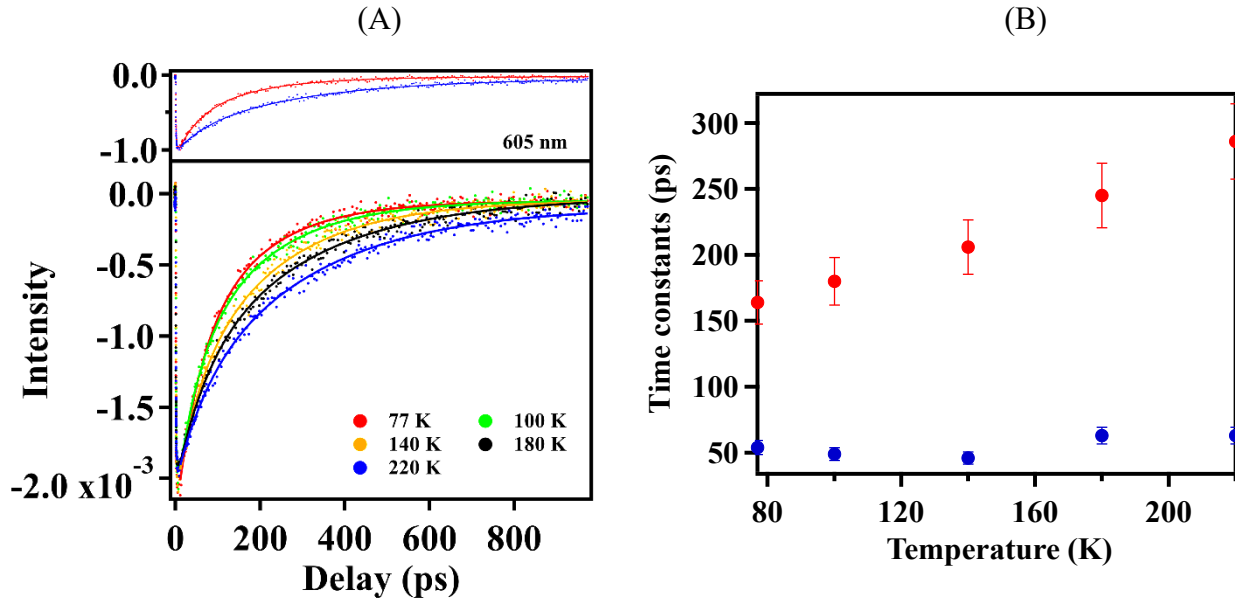 (A)
(B)
0.0
-1.0
605 nm
0.0
-0.5
-1.0
-1.5
-2.0 x10
-3
Intensity
77 K
100 K
140 K
180 K
220 K
0
200
400
600
800
Delay (ps)
300
250
200
150
100
50
Time constants (ps)
80
120
160
200
Temperature (K)